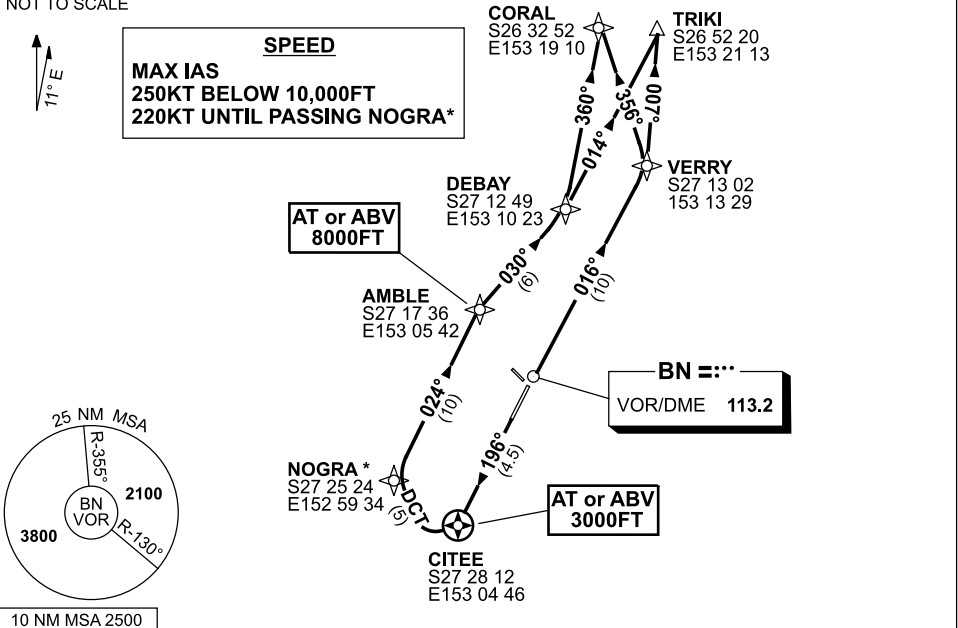 NOT TO SCALE
11° E
SPEED
MAX IAS
250KT BELOW 10,000FT
220KT UNTIL PASSING NOGRA*
CORAL
S26 32 52
E153 19 10
TRIKI
S26 52 20
E153 21 13
360°
014°
356°
007°
VERRY
S27 13 02
153 13 29
DEBAY
S27 12 49
E153 10 23
AT or ABV
8000FT
030°
(6)
016°
(10)
AMBLE
S27 17 36
E153 05 42
024°
(10)
BN
VOR/DME 113.2
196°
(4.5)
NOGRA *
S27 25 24
E152 59 34
DCT
(5)
AT or ABV
3000FT
CITEE
S27 28 12
E153 04 46
25 NM MSA
R-355°
2100
BN
VOR
R-130°
3800
10 NM MSA 2500